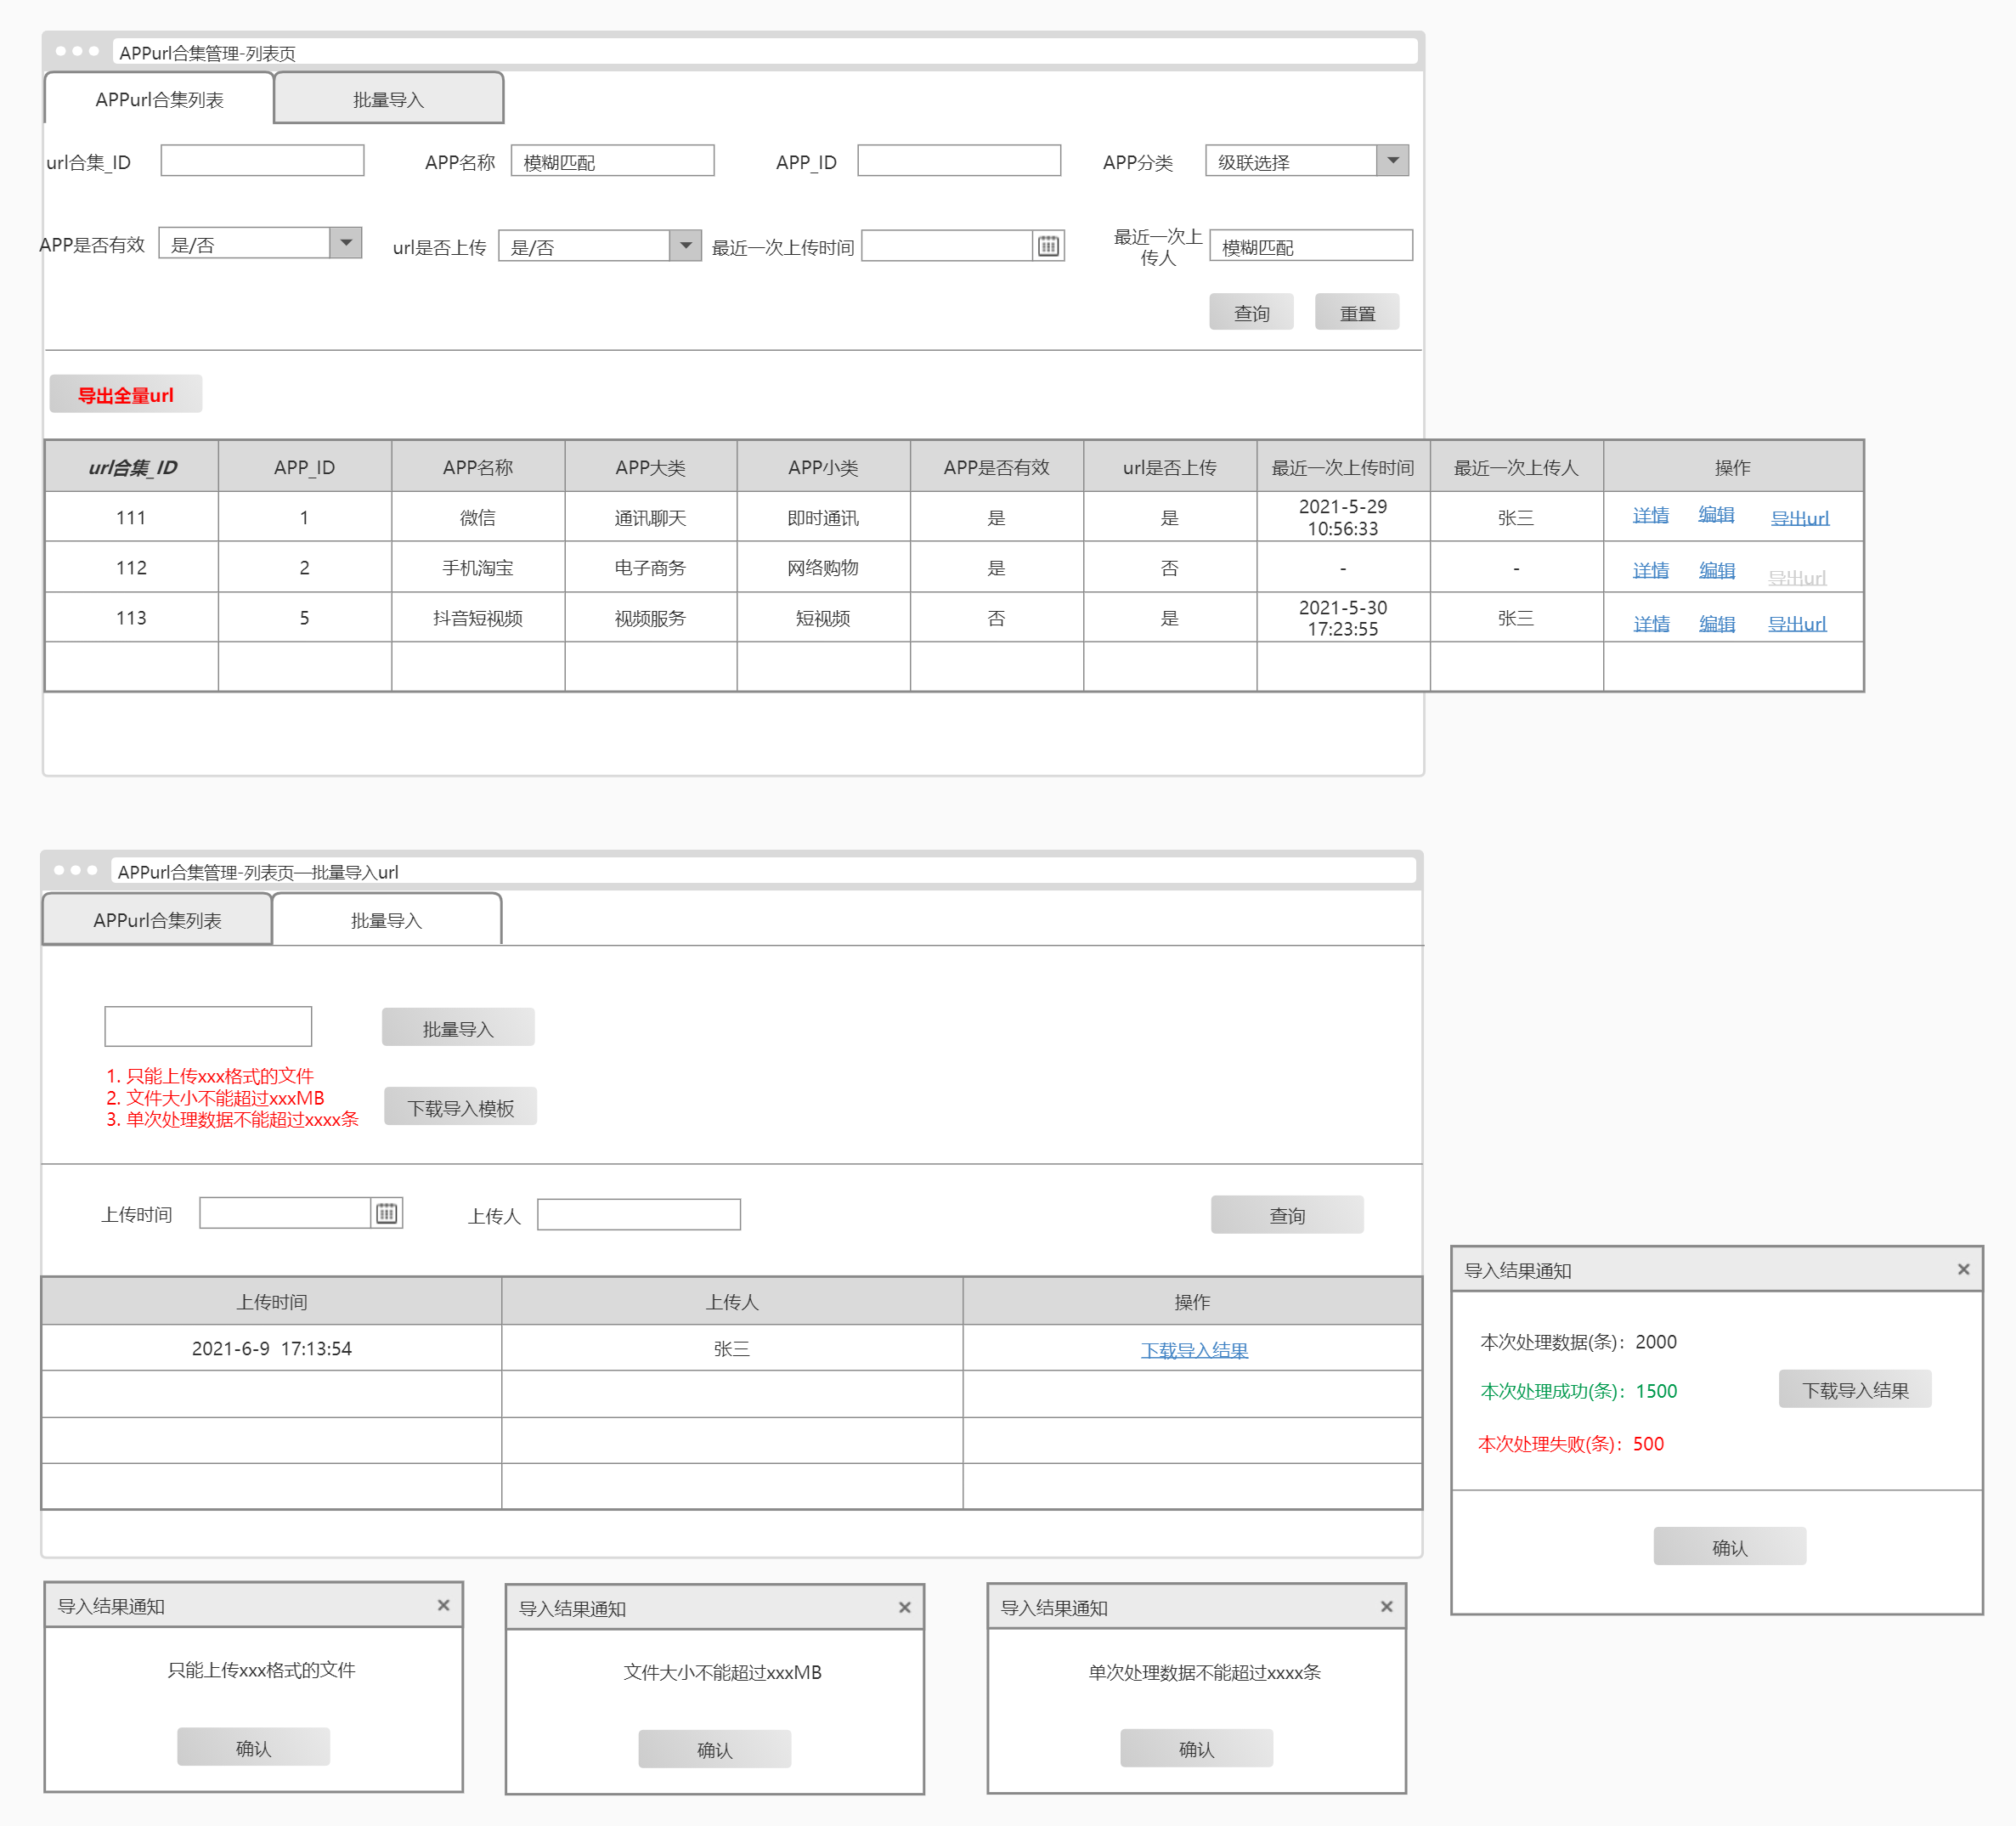 APPurl合集管理-列表页
APPurl合集列表 批量导入
url合集_ID APP名称 模糊匹配 APP_ID APP分类 级联选择
APP是否有效 是/否 url是否上传 是/否 最近一次上传时间 最近一次上
传人 模糊匹配
查询 重置
导出全量url
url合集_ID APP_ID APP名称 APP大类 APP小类 APP是否有效 url是否上传 最近一次上传时间 最近一次上传人 操作
111 1 微信 通讯聊天 即时通讯 是 是 2021-5-29
10:56:33 张三 详情 编辑 导出url
112 2 手机淘宝 电子商务 网络购物 是 否 - - 详情 编辑 导出url
113 5 抖音短视频 视频服务 短视频 否 是 2021-5-30
17:23:55 张三 详情 编辑 导出url
APPurl合集管理-列表页—批量导入url
APPurl合集列表 批量导入
批量导入
1. 只能上传xxx格式的文件
2. 文件大小不能超过xxxMB
3. 单次处理数据不能超过xxxx条
下载导入模板
上传时间 上传人 查询
上传时间 上传人 操作
2021-6-9 17:13:54 张三 下载导入结果
导入结果通知
本次处理数据(条)：2000
本次处理成功(条)：1500
下载导入结果
本次处理失败(条)：500
确认
导入结果通知
只能上传xxx格式的文件
确认
导入结果通知
文件大小不能超过xxxMB
确认
导入结果通知
单次处理数据不能超过xxxx条
确认